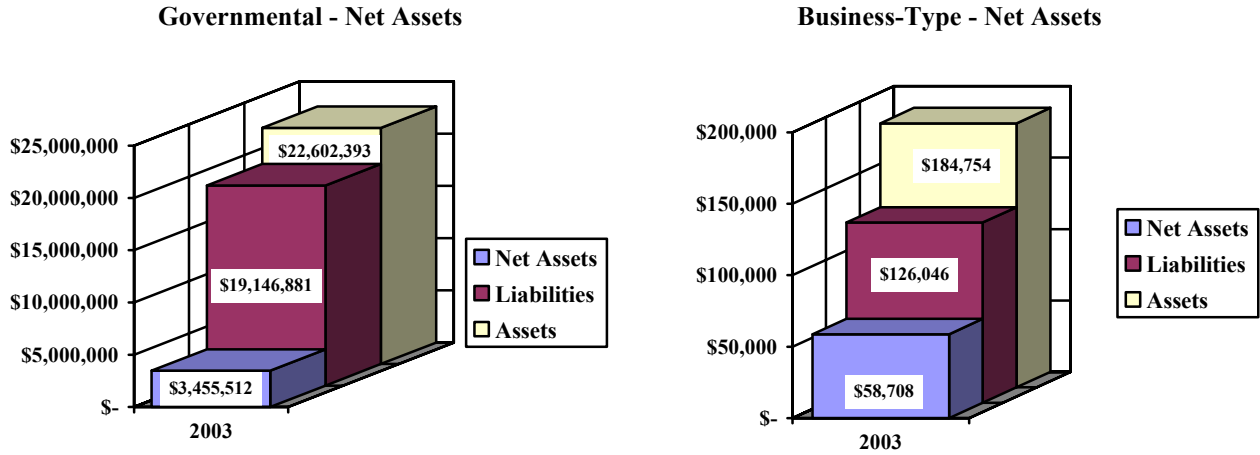 Governmental - Net Assets
$25,000,000
$20,000,000
$15,000,000
$10,000,000
$5,000,000
$-
$22,602,393
$19,146,881
$3,455,512
2003
Net Assets
Liabilities
Assets
Business-Type - Net Assets
$200,000
$150,000
$100,000
$50,000
$-
$184,754
$126,046
$58,708
2003
Net Assets
Liabilities
Assets